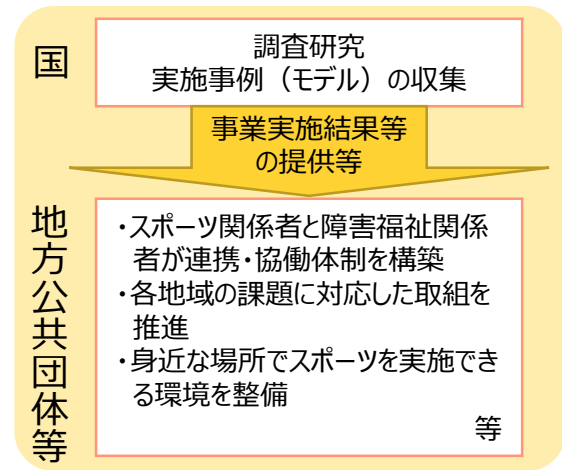 国
調査研究
実施事例（モデル）の収集
事業実施結果等
の提供等
地方公共団体等
・スポーツ関係者と障害福祉関係
者が連携・協働体制を構築
・各地域の課題に対応した取組を
推進
・身近な場所でスポーツを実施でき
る環境を整備
等